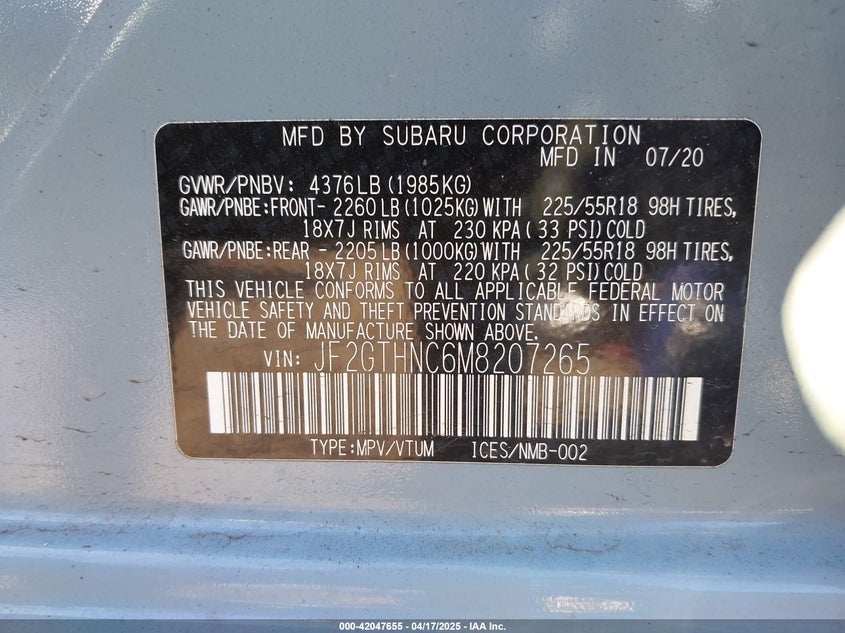 MFD BY SUBARU CORPORATION
MFD IN 07/20
GVWR/PNBV: 4376LB (1985KG)
GAWR/PNBE:FRONT- 2260LB (1025KG) WITH 225/55R18 98H TIRES,
18X7J RIMS AT 230 KPA (33 PSI) COLD
GAWR/PNBE:REAR - 2205LB (1000KG) WITH 225/55R18 98H TIRES,
18X7J RIMS AT 220 KPA (32 PSI) COLD
THIS VEHICLE CONFORMS TO ALL APPLICABLE FEDERAL MOTOR
VEHICLE SAFETY AND THEFT PREVENTION STANDARDS IN EFFECT ON
THE DATE OF MANUFACTURE SHOWN ABOVE.
VIN: JF2GTHNC6M8207265
TYPE:MPV/VTUM ICES/NMB-002
000-42047655 - 04/17/2025 - IAA Inc.